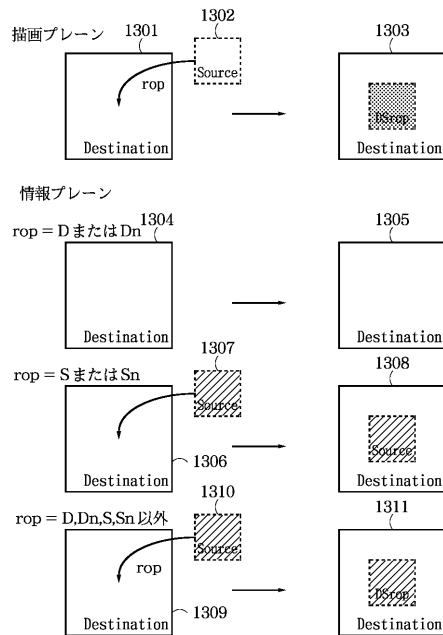 描画プレーン
1301
1302
1303
Source
rop
DSrop
Destination
Destination
情報プレーン
rop = DまたはDn
1304
1305
Destination
Destination
1307
rop = SまたはSn
1308
Source
Source
Destination
1306
Destination
1310
rop = D,Dn,S,Sn以外
1311
Source
rop
DSrop
Destination
1309
Destination